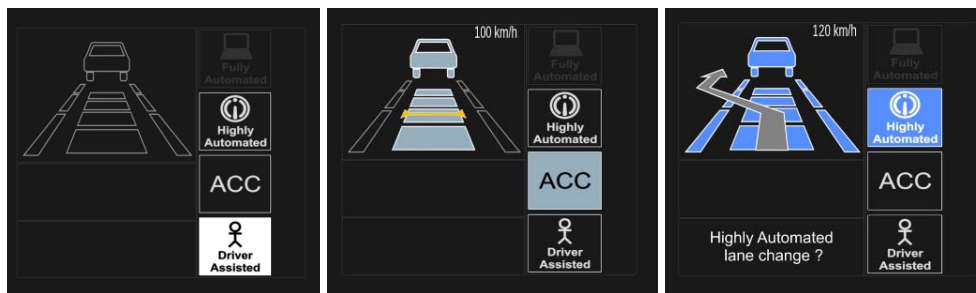 Fully
Automated
Highly
Automated
ACC
Driver
Assisted
100 km/h
Fully
Automated
Highly
Automated
ACC
Driver
Assisted
120 km/h
Fully
Automated
Highly
Automated
ACC
Highly Automated
lane change ?
Driver
Assisted